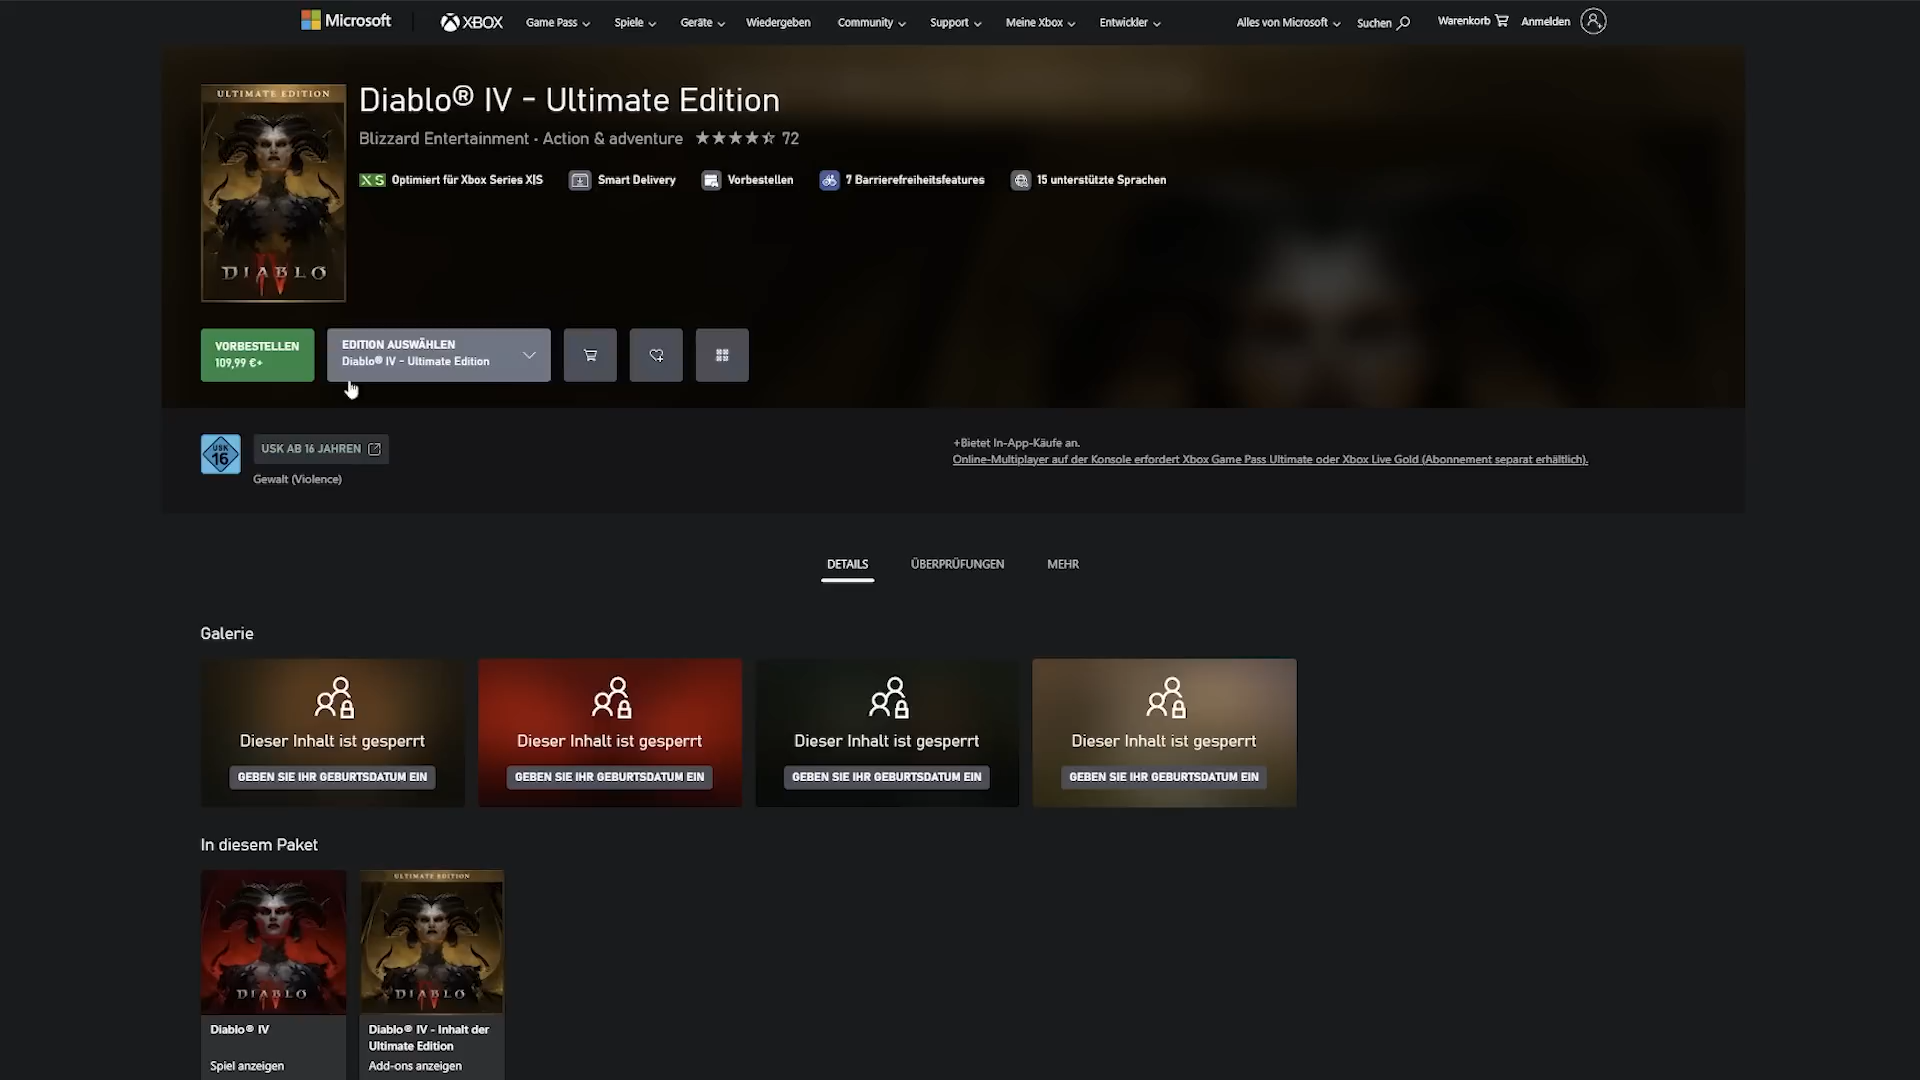 Microsoft
XBOX
Game Pass
Spiele
Geräte
Wiedergeben
Community
Support
Meine Xbox
Entwickler
Alles von Microsoft
Suchen
Warenkorb
Anmelden
ULTIMATE EDITION
DIABLO
IV
Diablo® IV - Ultimate Edition
Blizzard Entertainment · Action & adventure ★★★★⯪ 72
XS Optimiert für Xbox Series X|S
Smart Delivery
Vorbestellen
7 Barrierefreiheitsfeatures
15 unterstützte Sprachen
VORBESTELLEN
109,99 €+
EDITION AUSWÄHLEN
Diablo® IV - Ultimate Edition
USK
16
USK AB 16 JAHREN
Gewalt (Violence)
+Bietet In-App-Käufe an.
Online-Multiplayer auf der Konsole erfordert Xbox Game Pass Ultimate oder Xbox Live Gold (Abonnement separat erhältlich).
DETAILS
ÜBERPRÜFUNGEN
MEHR
Galerie
Dieser Inhalt ist gesperrt
GEBEN SIE IHR GEBURTSDATUM EIN
Dieser Inhalt ist gesperrt
GEBEN SIE IHR GEBURTSDATUM EIN
Dieser Inhalt ist gesperrt
GEBEN SIE IHR GEBURTSDATUM EIN
Dieser Inhalt ist gesperrt
GEBEN SIE IHR GEBURTSDATUM EIN
In diesem Paket
DIABLO
IV
Diablo® IV
Spiel anzeigen
ULTIMATE EDITION
DIABLO
IV
Diablo® IV - Inhalt der
Ultimate Edition
Add-ons anzeigen